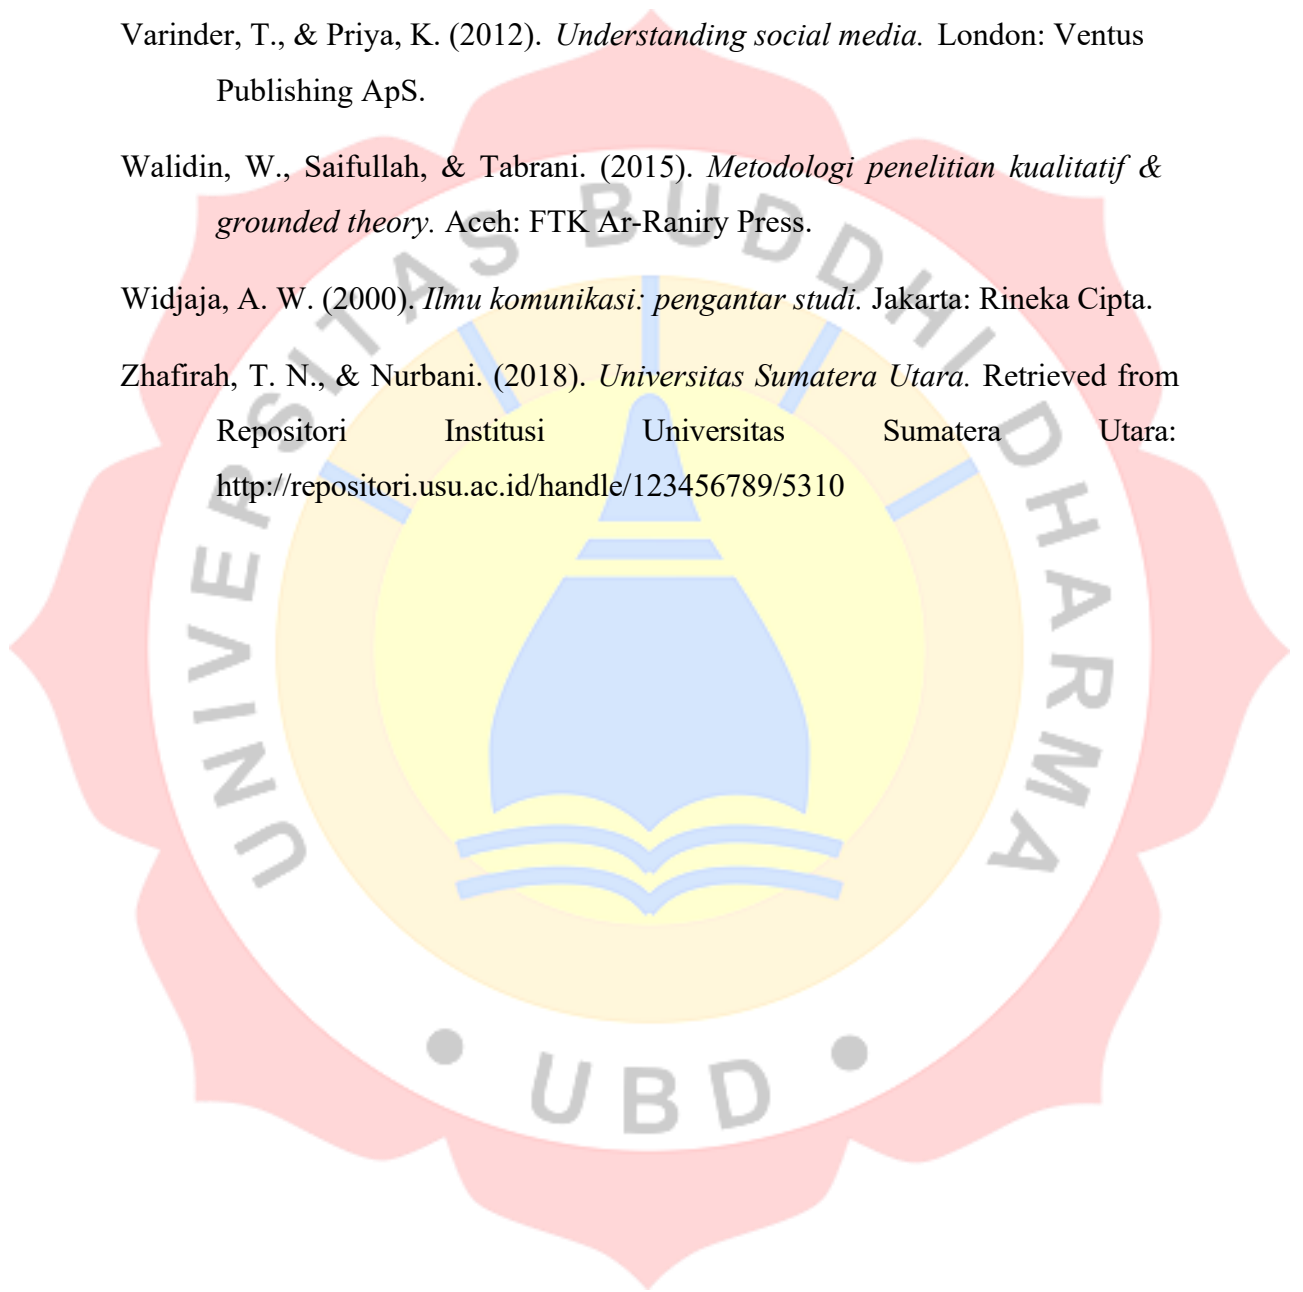 Varinder, T., & Priya, K. (2012). Understanding social media. London: Ventus
Publishing ApS.
Walidin, W., Saifullah, & Tabrani. (2015). Metodologi penelitian kualitatif &
grounded theory. Aceh: FTK Ar-Raniry Press.
Widjaja, A. W. (2000). Ilmu komunikasi: pengantar studi. Jakarta: Rineka Cipta.
Zhafirah, T. N., & Nurbani. (2018). Universitas Sumatera Utara. Retrieved from
Repositori Institusi Universitas Sumatera Utara:
http://repositori.usu.ac.id/handle/123456789/5310
UNIVERSITAS BUDDHI DHARMA
UBD